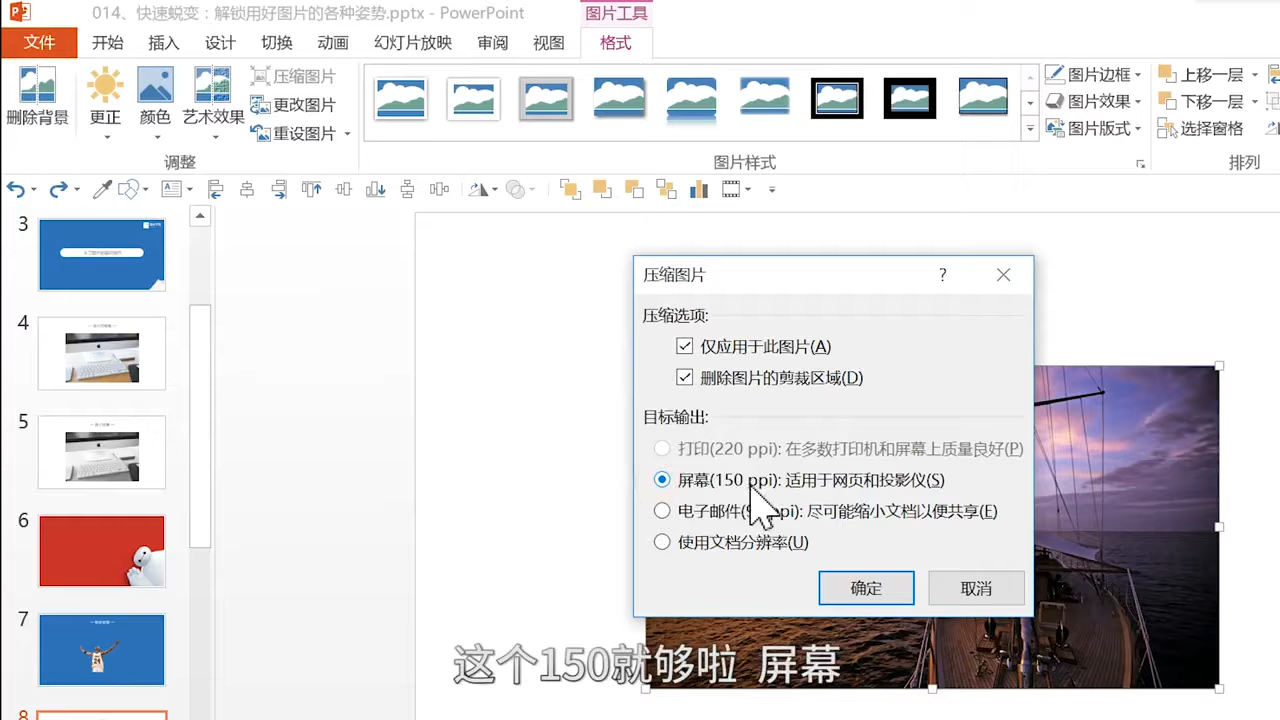 014、快速蜕变：解锁用好图片的各种姿势.pptx - PowerPoint
图片工具
文件 开始 插入 设计 切换 动画 幻灯片放映 审阅 视图 格式
删除背景
更正
颜色
艺术效果
压缩图片
更改图片
重设图片
调整
图片样式
图片边框
图片效果
图片版式
上移一层
下移一层
选择窗格
排列
3
4
5
6
7
8
压缩图片 ?
压缩选项:
仅应用于此图片(A)
删除图片的剪裁区域(D)
目标输出:
打印(220 ppi): 在多数打印机和屏幕上质量良好(P)
屏幕(150 ppi): 适用于网页和投影仪(S)
电子邮件( ppi): 尽可能缩小文档以便共享(E)
使用文档分辨率(U)
确定 取消
这个150就够啦 屏幕